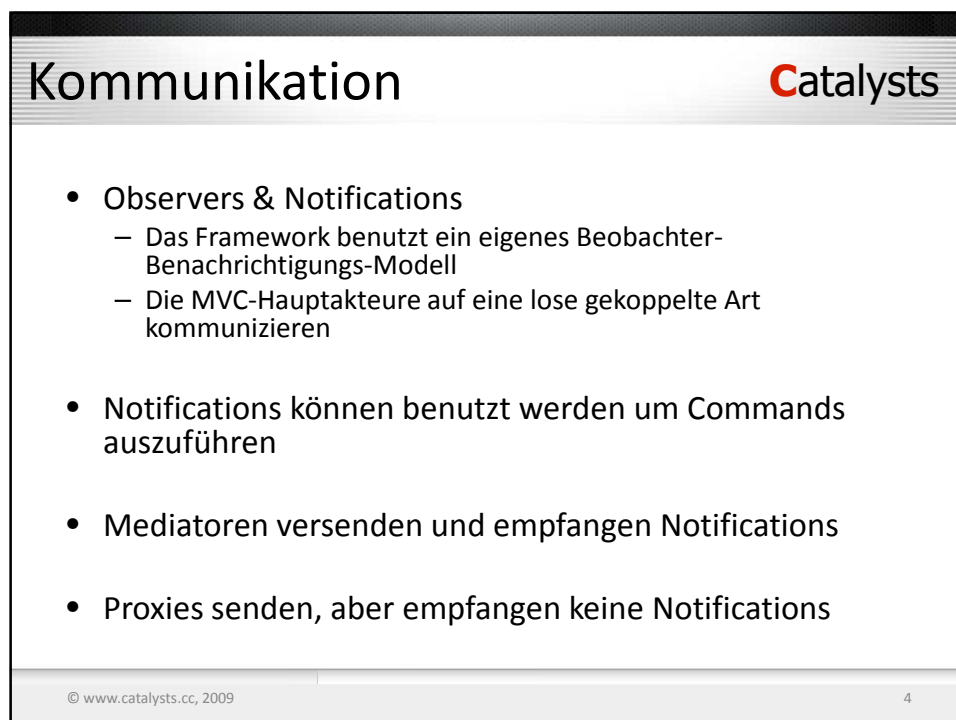 Kommunikation
Catalysts
• Observers & Notifications
– Das Framework benutzt ein eigenes Beobachter-
Benachrichtigungs-Modell
– Die MVC-Hauptakteure auf eine lose gekoppelte Art
kommunizieren
• Notifications können benutzt werden um Commands
auszuführen
• Mediatoren versenden und empfangen Notifications
• Proxies senden, aber empfangen keine Notifications
© www.catalysts.cc, 2009
4